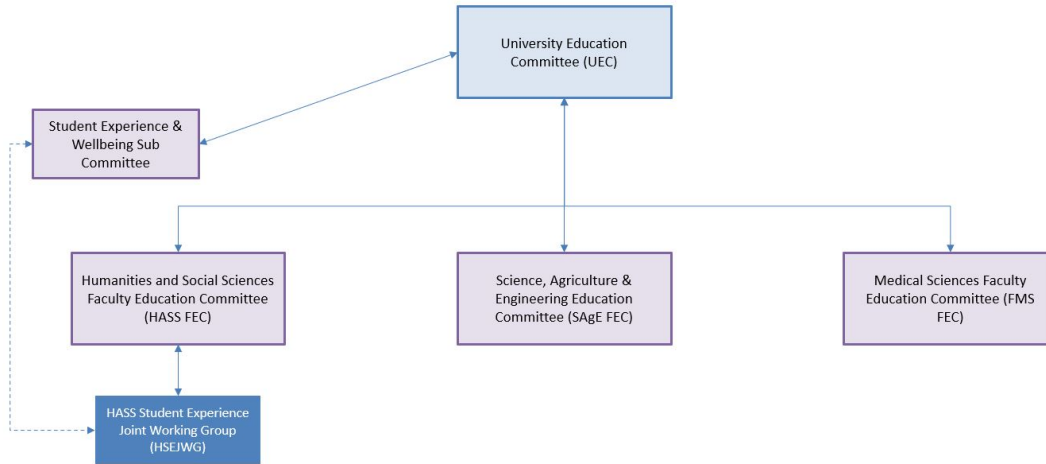 University Education
Committee (UEC)
Student Experience &
Wellbeing Sub
Committee
Humanities and Social Sciences
Faculty Education Committee
(HASS FEC)
Science, Agriculture &
Engineering Education
Committee (SAgE FEC)
Medical Sciences Faculty
Education Committee (FMS
FEC)
HASS Student Experience
Joint Working Group
(HSEJWG)